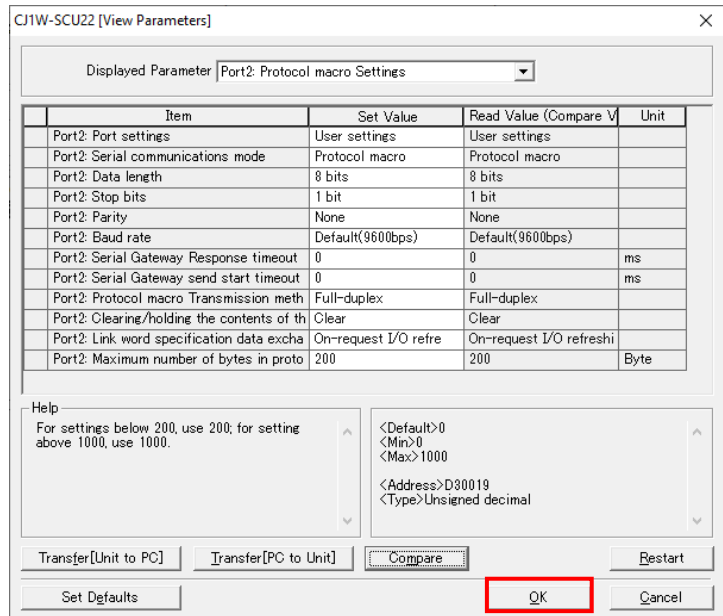 CJ1W-SCU22 [View Parameters]
Displayed Parameter Port2: Protocol macro Settings
Item Set Value Read Value (Compare V Unit
Port2: Port settings User settings User settings
Port2: Serial communications mode Protocol macro Protocol macro
Port2: Data length 8 bits 8 bits
Port2: Stop bits 1 bit 1 bit
Port2: Parity None None
Port2: Baud rate Default(9600bps) Default(9600bps)
Port2: Serial Gateway Response timeout 0 0 ms
Port2: Serial Gateway send start timeout 0 0 ms
Port2: Protocol macro Transmission meth Full-duplex Full-duplex
Port2: Clearing/holding the contents of th Clear Clear
Port2: Link word specification data excha On-request I/O refre On-request I/O refreshi
Port2: Maximum number of bytes in proto 200 200 Byte
Help
For settings below 200, use 200; for setting
above 1000, use 1000.
<Default>0
<Min>0
<Max>1000
<Address>D30019
<Type>Unsigned decimal
Transfer[Unit to PC] Transfer[PC to Unit] Compare Restart
Set Defaults OK Cancel